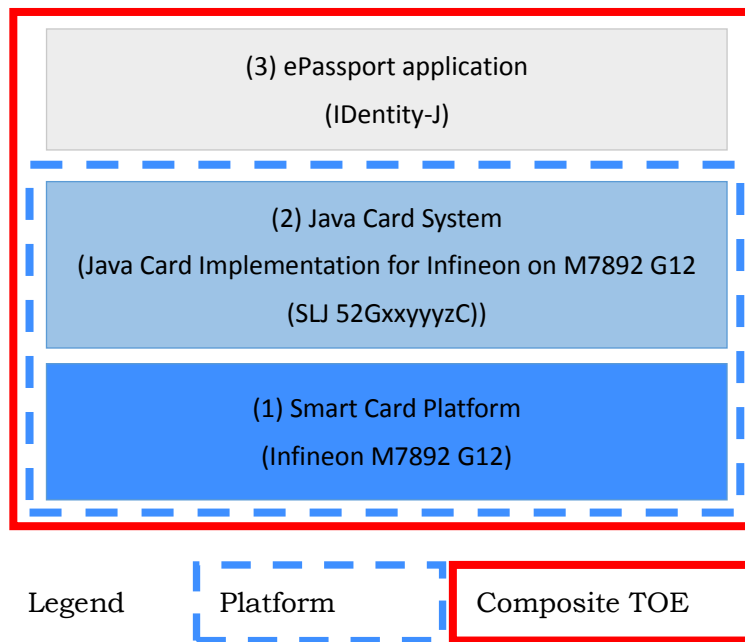 (3) ePassport application
(IDentity-J)
(2) Java Card System
(Java Card Implementation for Infineon on M7892 G12
(SLJ 52GxxyyyzC))
(1) Smart Card Platform
(Infineon M7892 G12)
Legend
Platform
Composite TOE